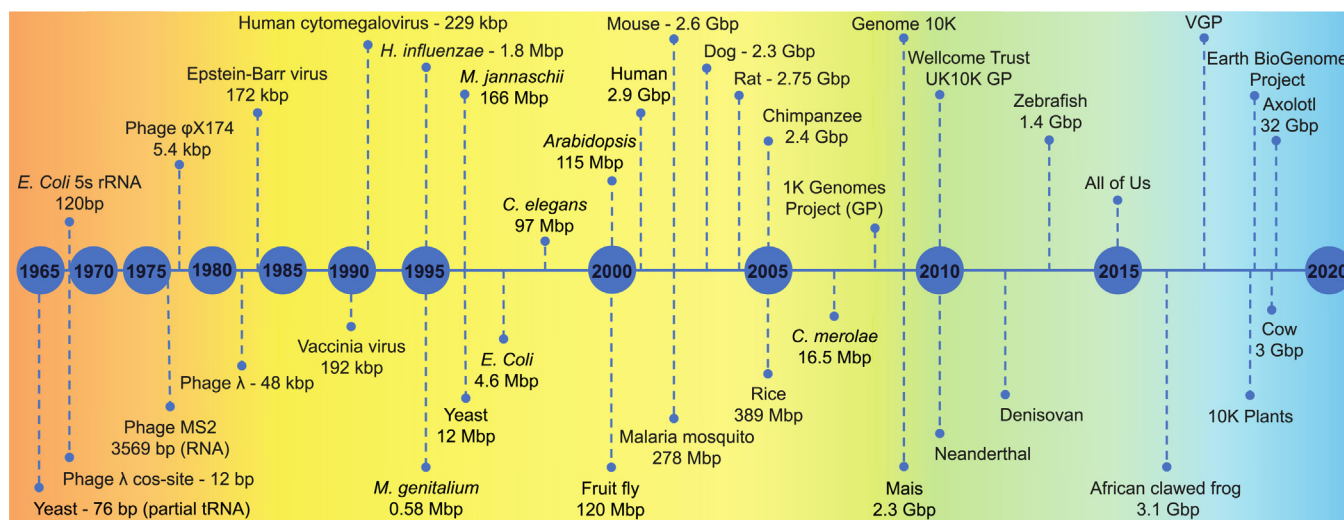 Human cytomegalovirus - 229 kbp
Mouse - 2.6 Gbp
Genome 10K
VGP
H. influenzae - 1.8 Mbp
Dog - 2.3 Gbp
Wellcome Trust
UK10K GP
Earth BioGenome
Project
Epstein-Barr virus
172 kbp
M. jannaschii
166 Mbp
Human
2.9 Gbp
Rat - 2.75 Gbp
Zebrafish
1.4 Gbp
Axolotl
32 Gbp
Phage φX174
5.4 kbp
Arabidopsis
115 Mbp
Chimpanzee
2.4 Gbp
E. Coli 5s rRNA
120bp
C. elegans
97 Mbp
1K Genomes
Project (GP)
All of Us
1965
1970
1975
1980
1985
1990
1995
2000
2005
2010
2015
2020
Vaccinia virus
192 kbp
E. Coli
4.6 Mbp
C. merolae
16.5 Mbp
Cow
3 Gbp
Phage λ - 48 kbp
Rice
389 Mbp
Phage MS2
3569 bp (RNA)
Yeast
12 Mbp
Malaria mosquito
278 Mbp
Denisovan
10K Plants
Neanderthal
Phage λ cos-site - 12 bp
Yeast - 76 bp (partial tRNA)
M. genitalium
0.58 Mbp
Fruit fly
120 Mbp
Mais
2.3 Gbp
African clawed frog
3.1 Gbp